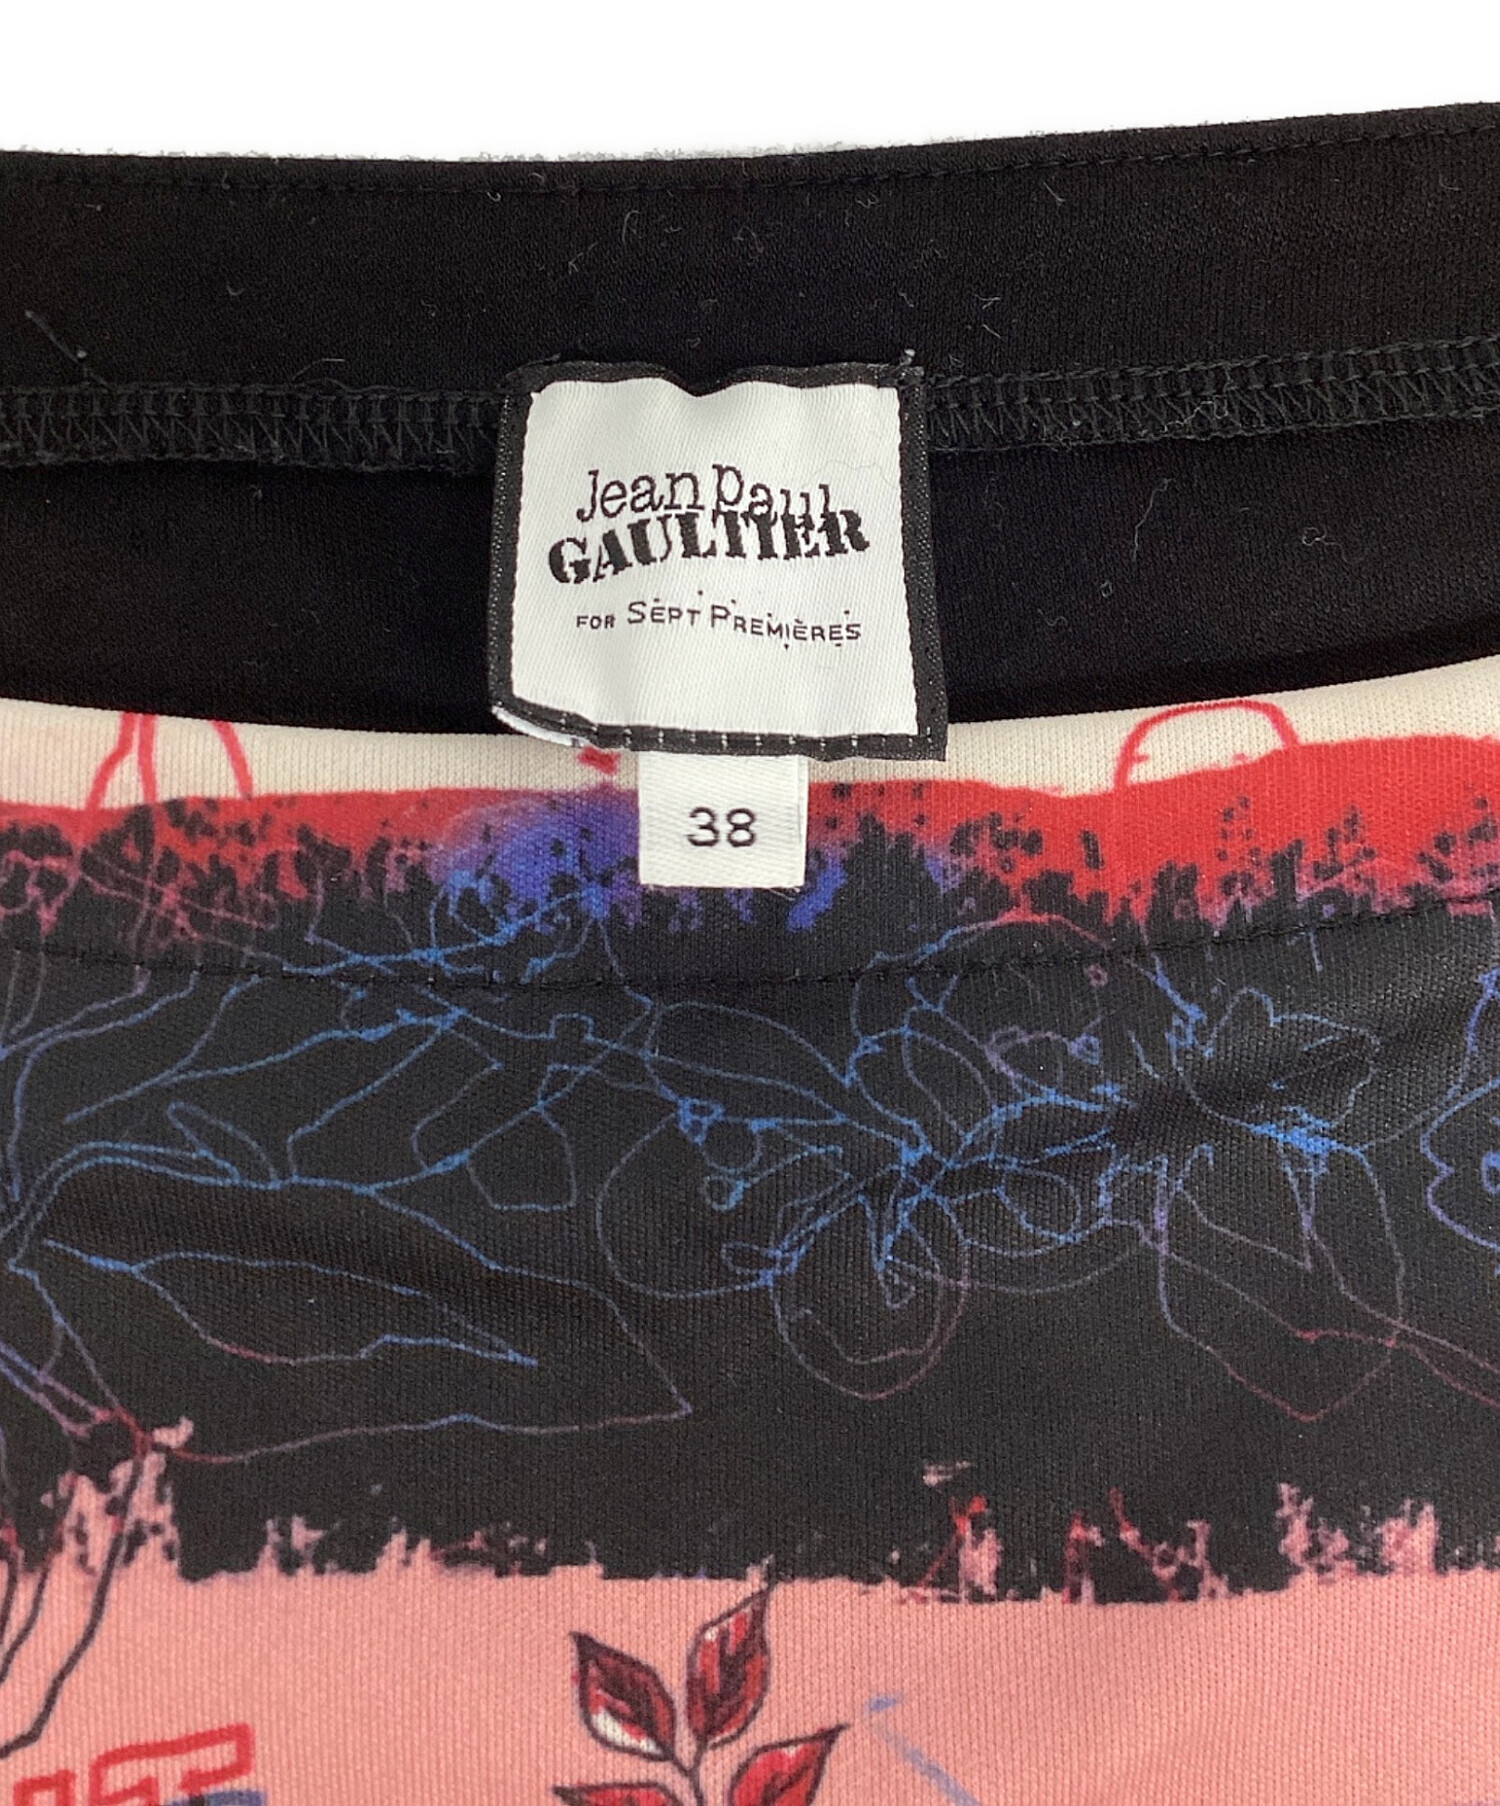 Jean Paul
GAULTIER
FOR SEPT PREMIÈRES
38